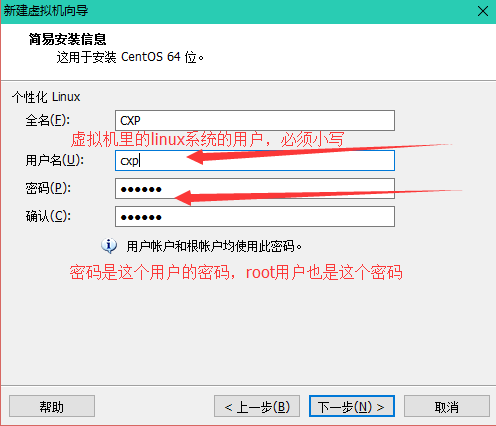 新建虚拟机向导
简易安装信息
这用于安装 CentOS 64 位。
个性化 Linux
全名(F): CXP
虚拟机里的linux系统的用户，必须小写
用户名(U): cxp
密码(P): ●●●●●●
确认(C): ●●●●●●
用户帐户和根帐户均使用此密码。
密码是这个用户的密码，root用户也是这个密码
帮助 < 上一步(B) 下一步(N) > 取消